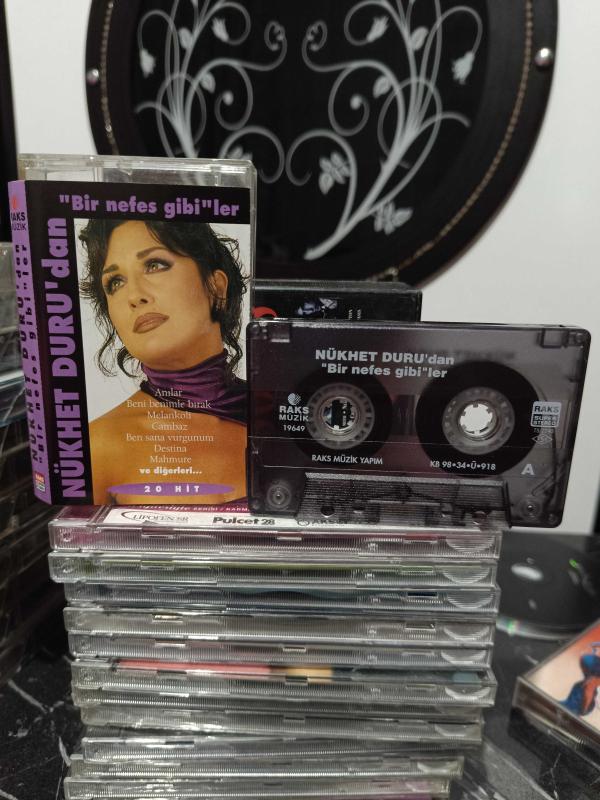 "Bir nefes gibi"ler
NÜKHET DURU'dan
RAKS
MÜZİK
NÜKHET DURU'dan
"Bir nefes gibi"ler
Anılar
Beni benimle bırak
Melankoli
Cambaz
Ben sana vurgunum
Destina
Mahmure
ve diğerleri...
20 HİT
NÜKHET DURU'dan
"Bir nefes gibi"ler
RAKS
MÜZİK
19649
RAKS
SUPER
STEREO
RAKS MÜZİK YAPIM
KB 98•34•Ü•918
A
Pulcet 28